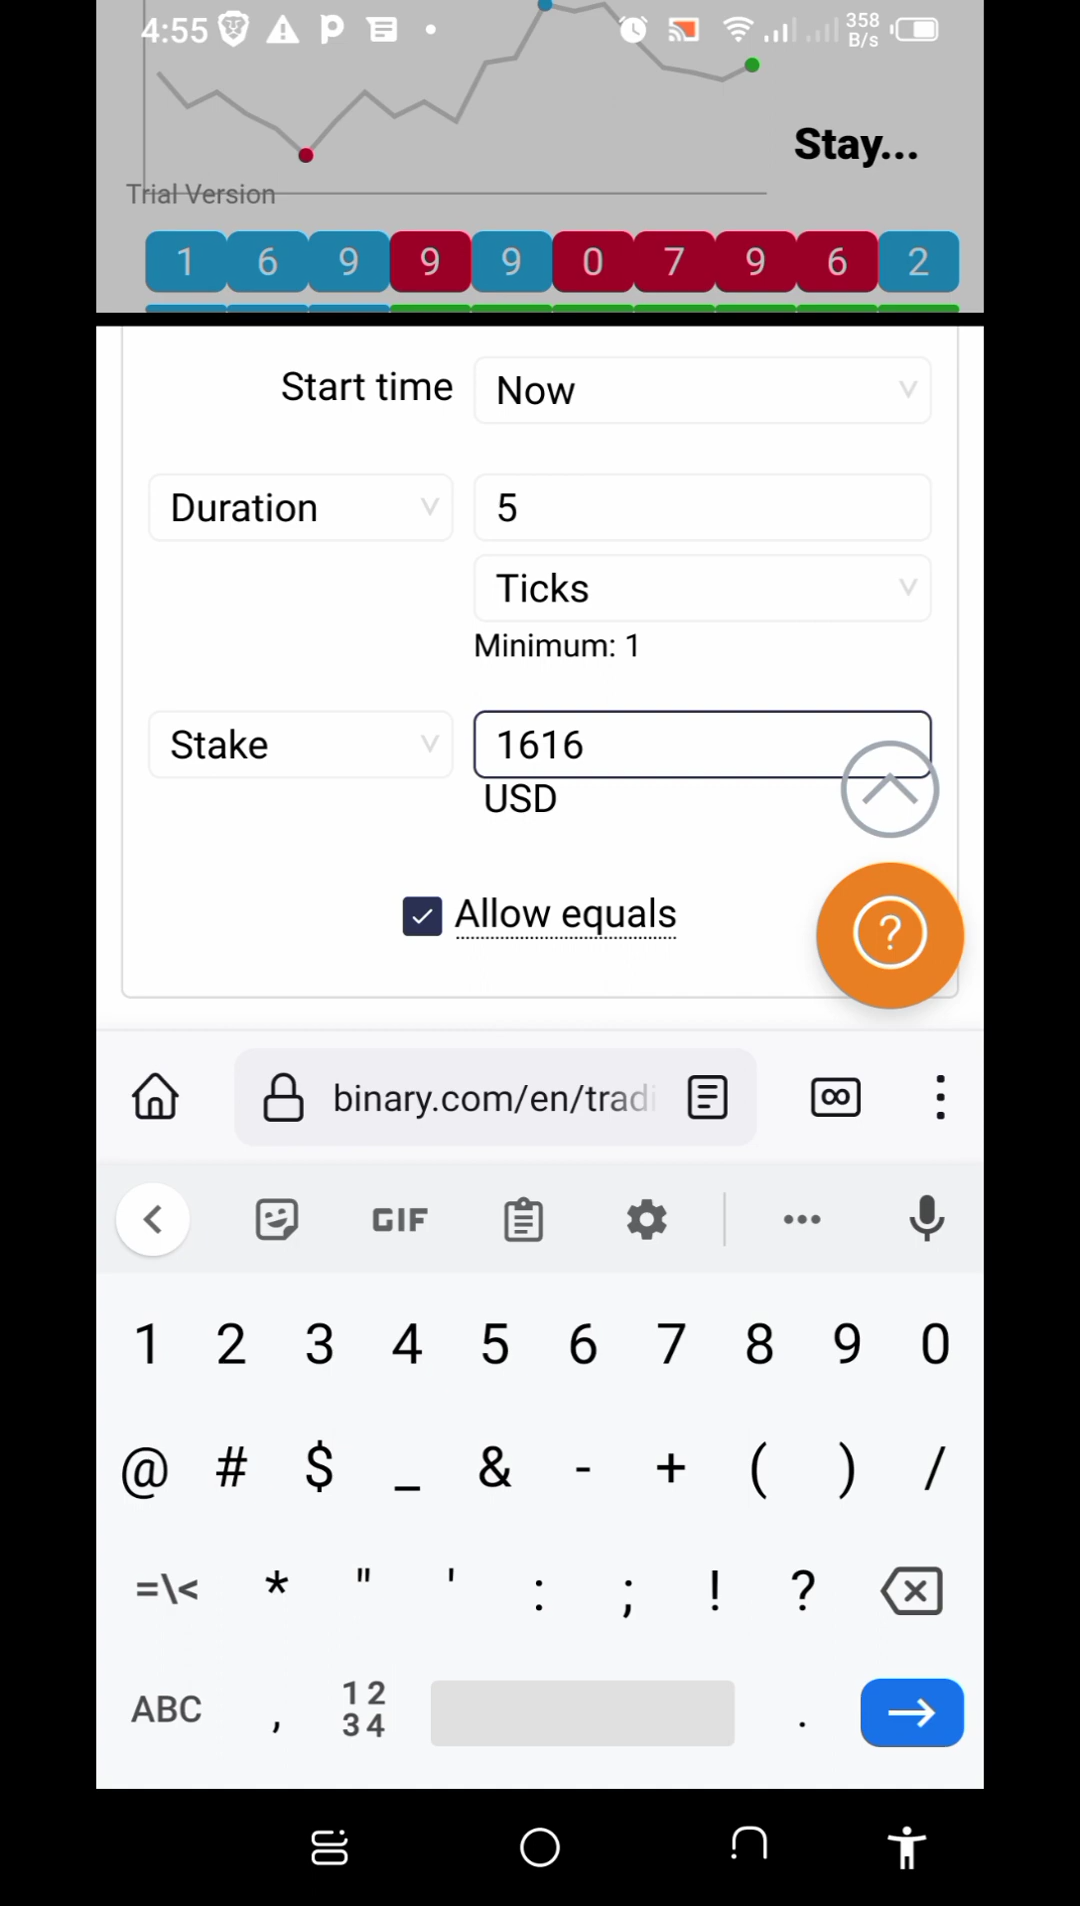 4:55 358 B/s
Stay...
Trial Version
1 6 9 9 9 0 7 9 6 2
Start time Now
Duration 5
Ticks
Minimum: 1
Stake 1616
USD
Allow equals
?
binary.com/en/tradi
GIF
1 2 3 4 5 6 7 8 9 0
@ # $ _ & - + ( ) /
=\< * " ' : ; ! ?
ABC , 12 34 .